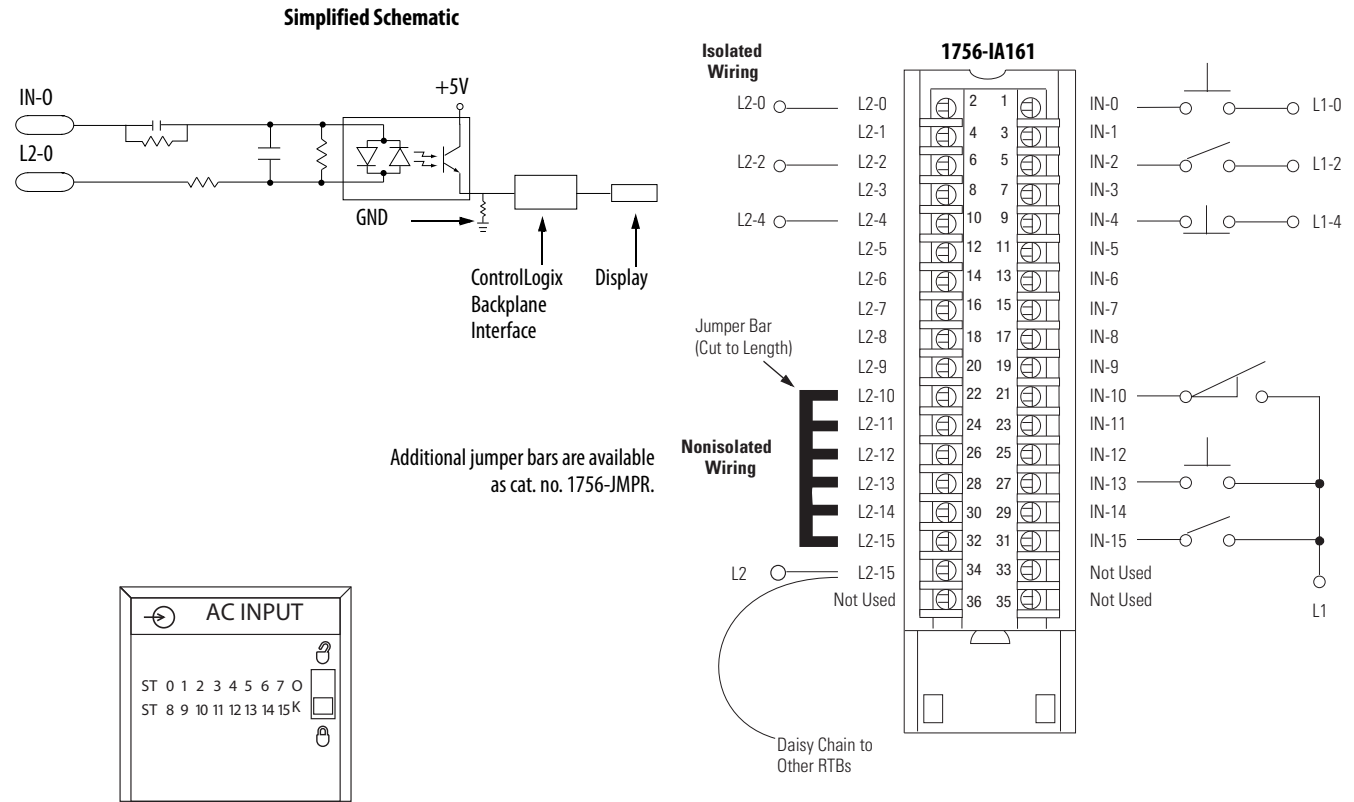 Simplified Schematic
IN-0
L2-0
+5V
GND
ControlLogix
Backplane
Interface
Display
Additional jumper bars are available
as cat. no. 1756-JMPR.
AC INPUT
ST 0 1 2 3 4 5 6 7 O
ST 8 9 10 11 12 13 14 15 K
1756-IA16I
Isolated
Wiring
L2-0 L2-0 2 1 IN-0 L1-0
L2-1 4 3 IN-1
L2-2 L2-2 6 5 IN-2 L1-2
L2-3 8 7 IN-3
L2-4 L2-4 10 9 IN-4 L1-4
L2-5 12 11 IN-5
L2-6 14 13 IN-6
L2-7 16 15 IN-7
L2-8 18 17 IN-8
L2-9 20 19 IN-9
L2-10 22 21 IN-10
L2-11 24 23 IN-11
L2-12 26 25 IN-12
L2-13 28 27 IN-13
L2-14 30 29 IN-14
L2-15 32 31 IN-15
L2 L2-15 34 33 Not Used
Not Used 36 35 Not Used
L1
Jumper Bar
(Cut to Length)
Nonisolated
Wiring
Daisy Chain to
Other RTBs